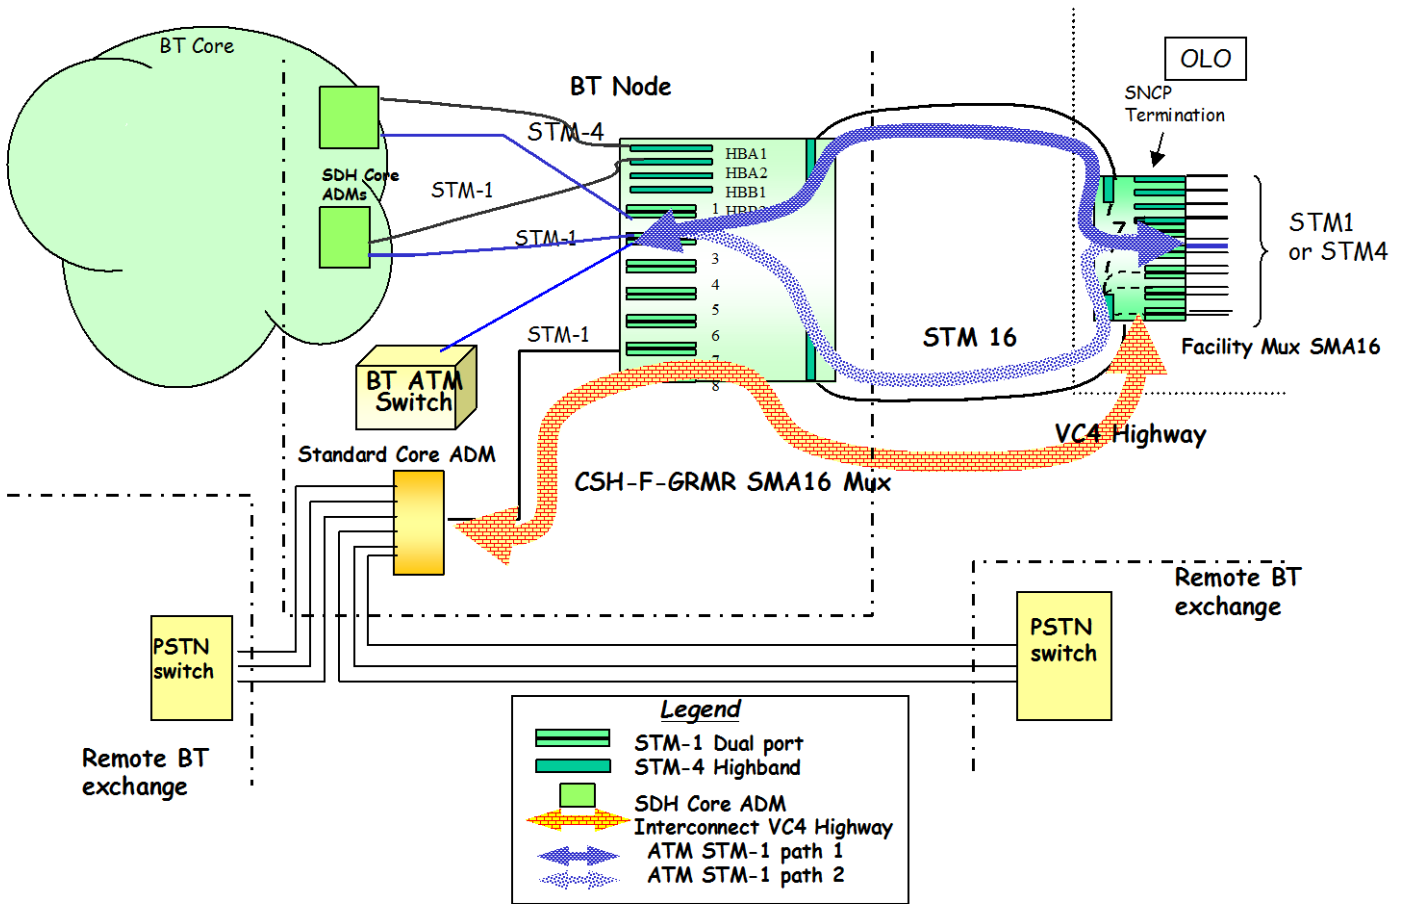 BT Core
BT Node
OLO
SNCP
Termination
STM-4
HBA1
SDH Core
ADMs
STM-1
HBA2
HBB1
1
HBB2
STM-1
STM1
or STM4
3
4
5
STM-1
6
STM 16
Facility Mux SMA16
7
8
7
BT ATM
Switch
VC4 Highway
Standard Core ADM
CSH-F-GRMR SMA16 Mux
Remote BT
exchange
PSTN
switch
PSTN
switch
Remote BT
exchange
Legend
STM-1 Dual port
STM-4 Highband
SDH Core ADM
Interconnect VC4 Highway
ATM STM-1 path 1
ATM STM-1 path 2